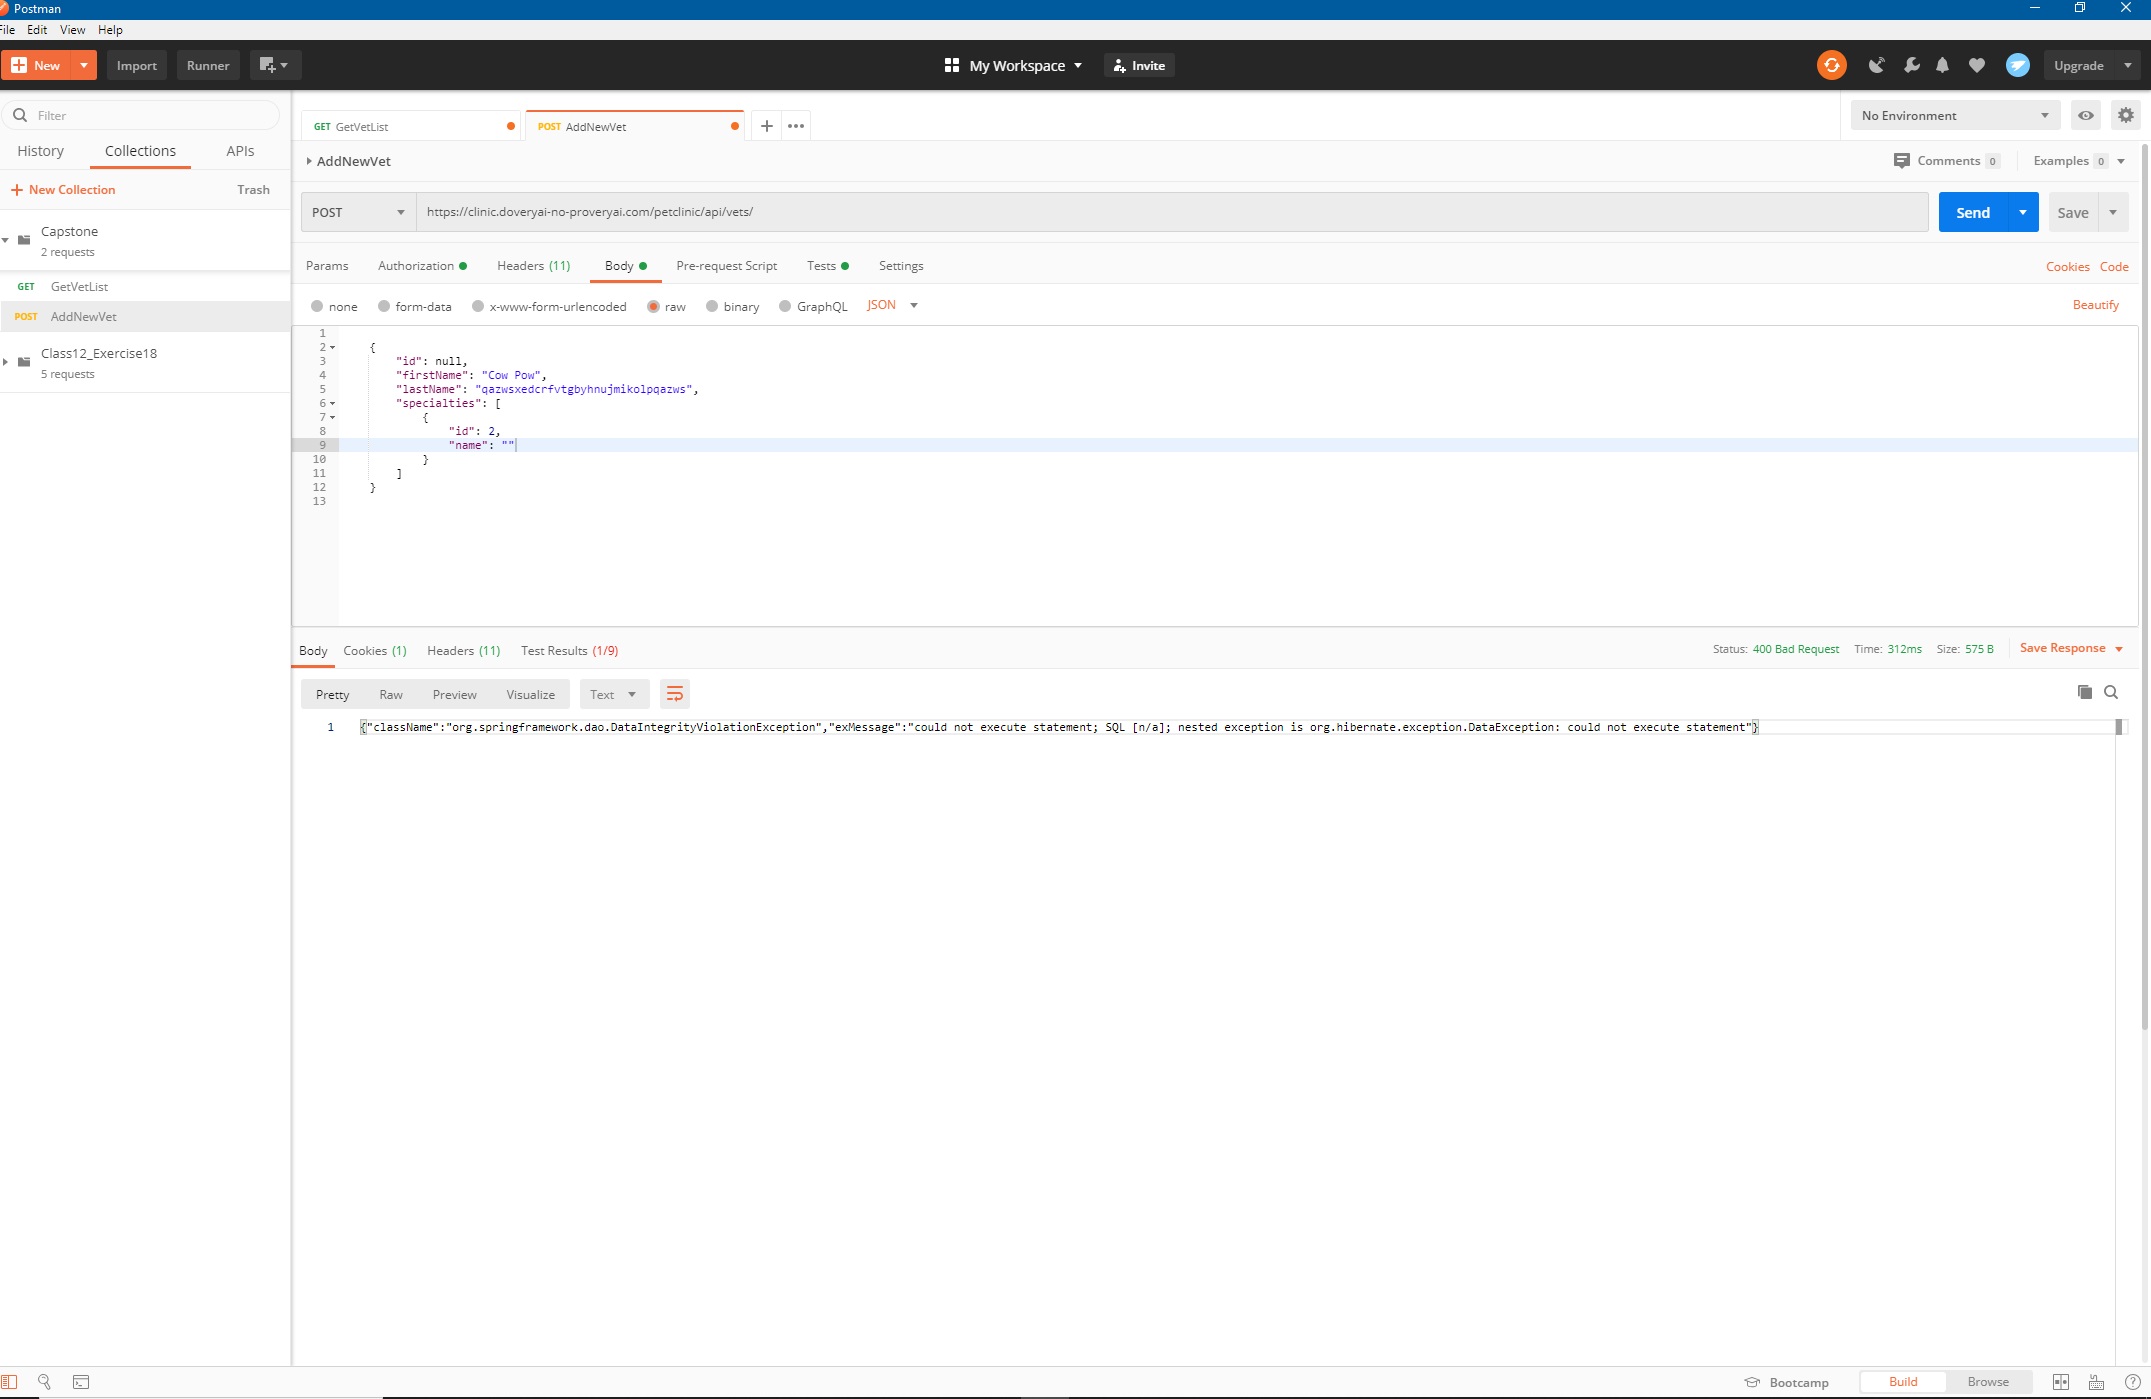 Postman
File Edit View Help
New Import Runner My Workspace Invite Upgrade
Filter
History Collections APIs
New Collection Trash
Capstone
2 requests
GET GetVetList
POST AddNewVet
Class12_Exercise18
5 requests
GET GetVetList POST AddNewVet No Environment
AddNewVet Comments 0 Examples 0
POST https://clinic.doveryai-no-proveryai.com/petclinic/api/vets/ Send Save
Params Authorization Headers (11) Body Pre-request Script Tests Settings Cookies Code
none form-data x-www-form-urlencoded raw binary GraphQL JSON Beautify
1
2 {
3 "id": null,
4 "firstName": "Cow Pow",
5 "lastName": "qazwsxedcrfvtgbyhnujmikolpqazws",
6 "specialties": [
7 {
8 "id": 2,
9 "name": ""
10 }
11 ]
12 }
13
Body Cookies (1) Headers (11) Test Results (1/9) Status: 400 Bad Request Time: 312ms Size: 575 B Save Response
Pretty Raw Preview Visualize Text
1 {"className":"org.springframework.dao.DataIntegrityViolationException","exMessage":"could not execute statement; SQL [n/a]; nested exception is org.hibernate.exception.DataException: could not execute statement"}
Bootcamp Build Browse